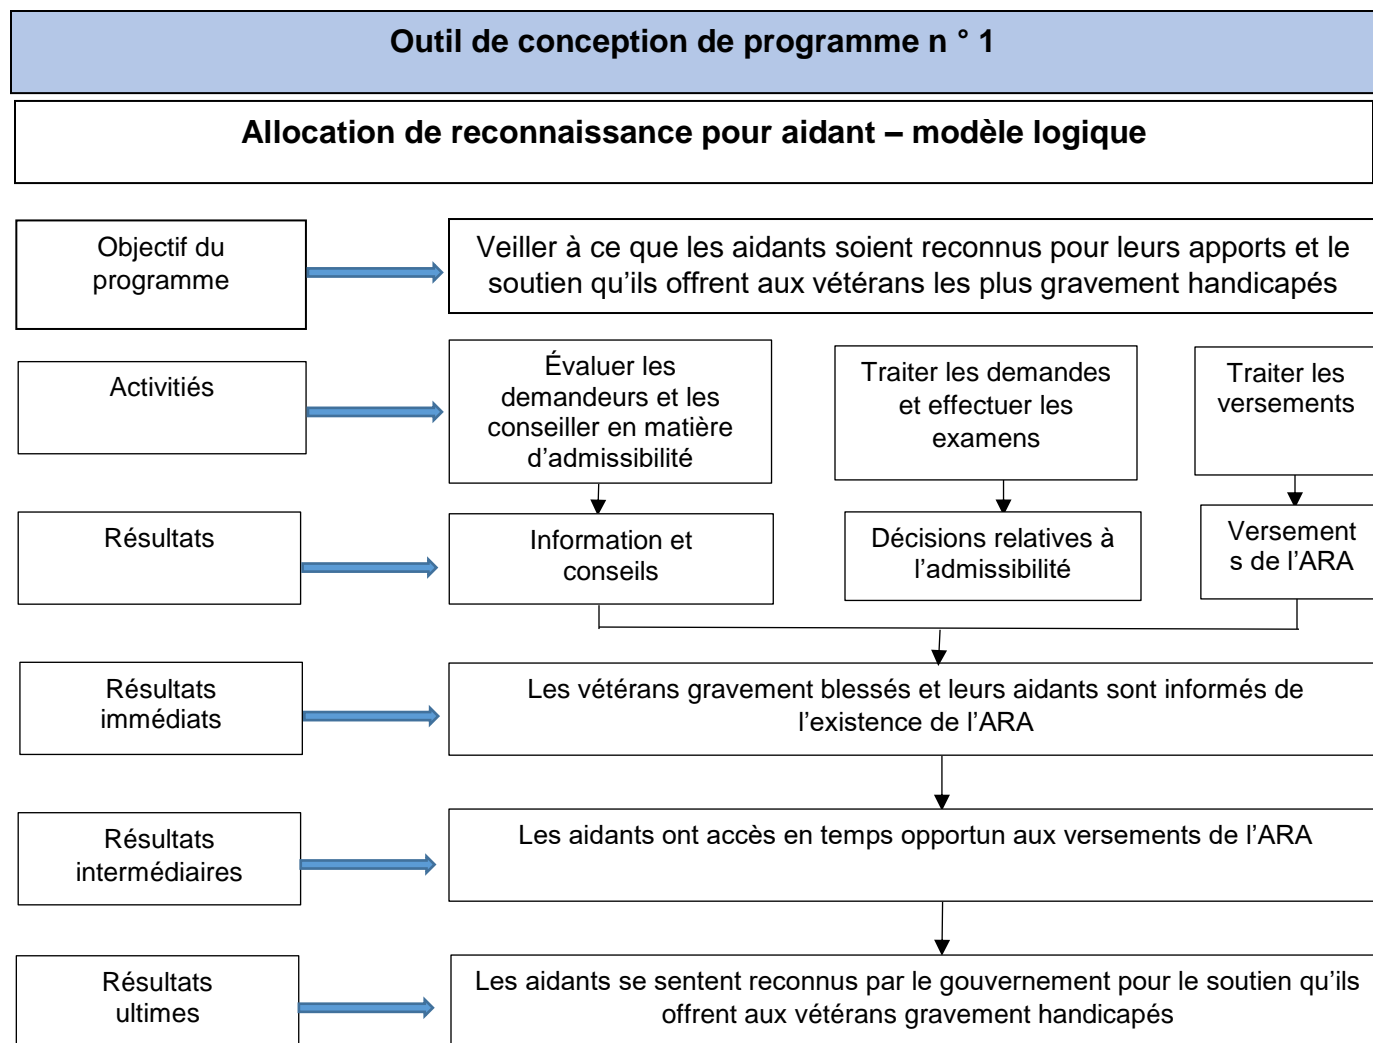 Outil de conception de programme n ° 1
Allocation de reconnaissance pour aidant – modèle logique
Objectif du
programme
Veiller à ce que les aidants soient reconnus pour leurs apports et le
soutien qu’ils offrent aux vétérans les plus gravement handicapés
Activitiés
Évaluer les
demandeurs et les
conseiller en matière
d’admissibilité
Traiter les demandes
et effectuer les
examens
Traiter les
versements
Résultats
Information et
conseils
Décisions relatives à
l’admissibilité
Versement
s de l’ARA
Résultats
immédiats
Les vétérans gravement blessés et leurs aidants sont informés de
l’existence de l’ARA
Résultats
intermédiaires
Les aidants ont accès en temps opportun aux versements de l’ARA
Résultats
ultimes
Les aidants se sentent reconnus par le gouvernement pour le soutien qu’ils
offrent aux vétérans gravement handicapés